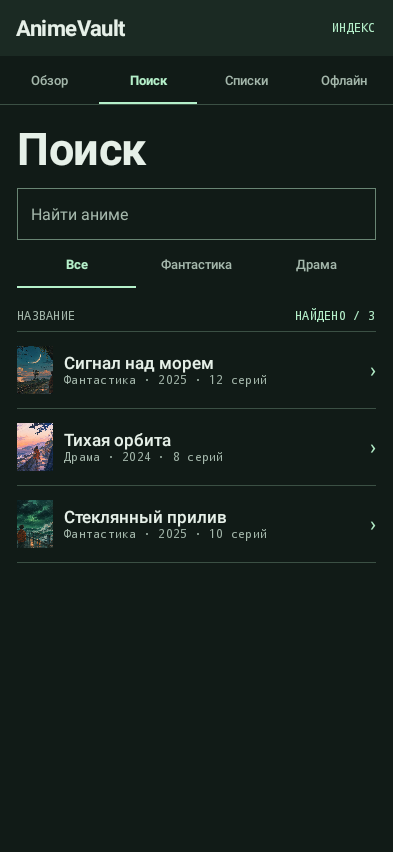 AnimeVault
ИНДЕКС
Обзор Поиск Списки Офлайн
Поиск
Найти аниме
Все Фантастика Драма
НАЗВАНИЕ НАЙДЕНО / 3
Сигнал над морем
Фантастика · 2025 · 12 серий
Тихая орбита
Драма · 2024 · 8 серий
Стеклянный прилив
Фантастика · 2025 · 10 серий